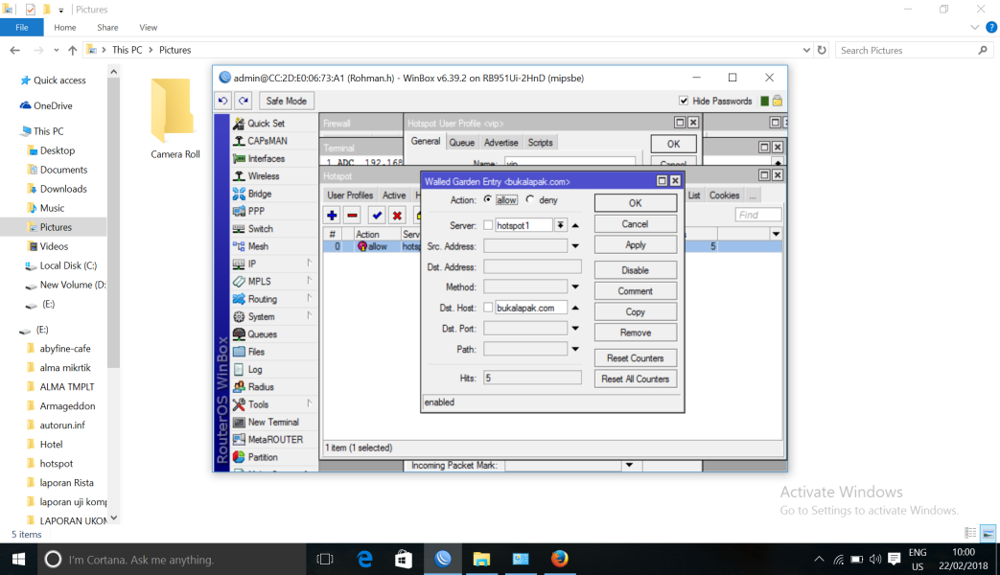 Pictures
File Home Share View
This PC Pictures
Search Pictures
Quick access
OneDrive
This PC
Desktop
Documents
Downloads
Music
Pictures
Videos
Local Disk (C:)
New Volume (D:
(E:)
(E:)
abyfine-cafe
alma mikrtik
ALMA TMPLT
Armageddon
autorun.inf
Hotel
hotspot
laporan Rista
laporan uji komp
LAPORAN UKOM
5 items
Camera Roll
admin@CC:2D:E0:06:73:A1 (Rohman.h) - WinBox v6.39.2 on RB951Ui-2HnD (mipsbe)
Safe Mode
Hide Passwords
RouterOS WinBox
Quick Set
CAPsMAN
Interfaces
Wireless
Bridge
PPP
Switch
Mesh
IP
MPLS
Routing
System
Queues
Files
Log
Radius
Tools
New Terminal
MetaROUTER
Partition
Firewall
Terminal
1 ADC 192.168
Hotspot User Profile <vip>
General Queue Advertise Scripts
OK
Name: vip
Cancel
Hotspot
User Profiles Active H
List Cookies ...
Find
# Action Serv
0 allow hotsp 5
1 item (1 selected)
Incoming Packet Mark:
Walled Garden Entry <bukalapak.com>
Action: allow deny
Server: hotspot1
Src. Address:
Dst. Address:
Method:
Dst. Host: bukalapak.com
Dst. Port:
Path:
Hits: 5
enabled
OK
Cancel
Apply
Disable
Comment
Copy
Remove
Reset Counters
Reset All Counters
Activate Windows
Go to Settings to activate Windows.
I'm Cortana. Ask me anything.
ENG
US
10:00
22/02/2018